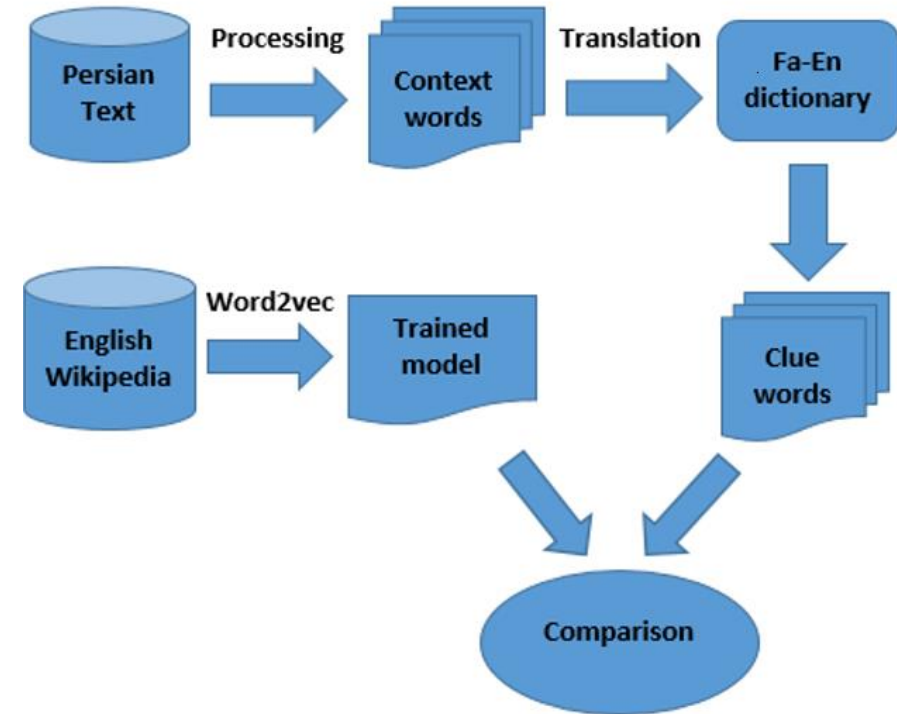 Processing
Translation
Persian
Text
Context
words
Fa-En
dictionary
Word2vec
English
Wikipedia
Trained
model
Clue
words
Comparison